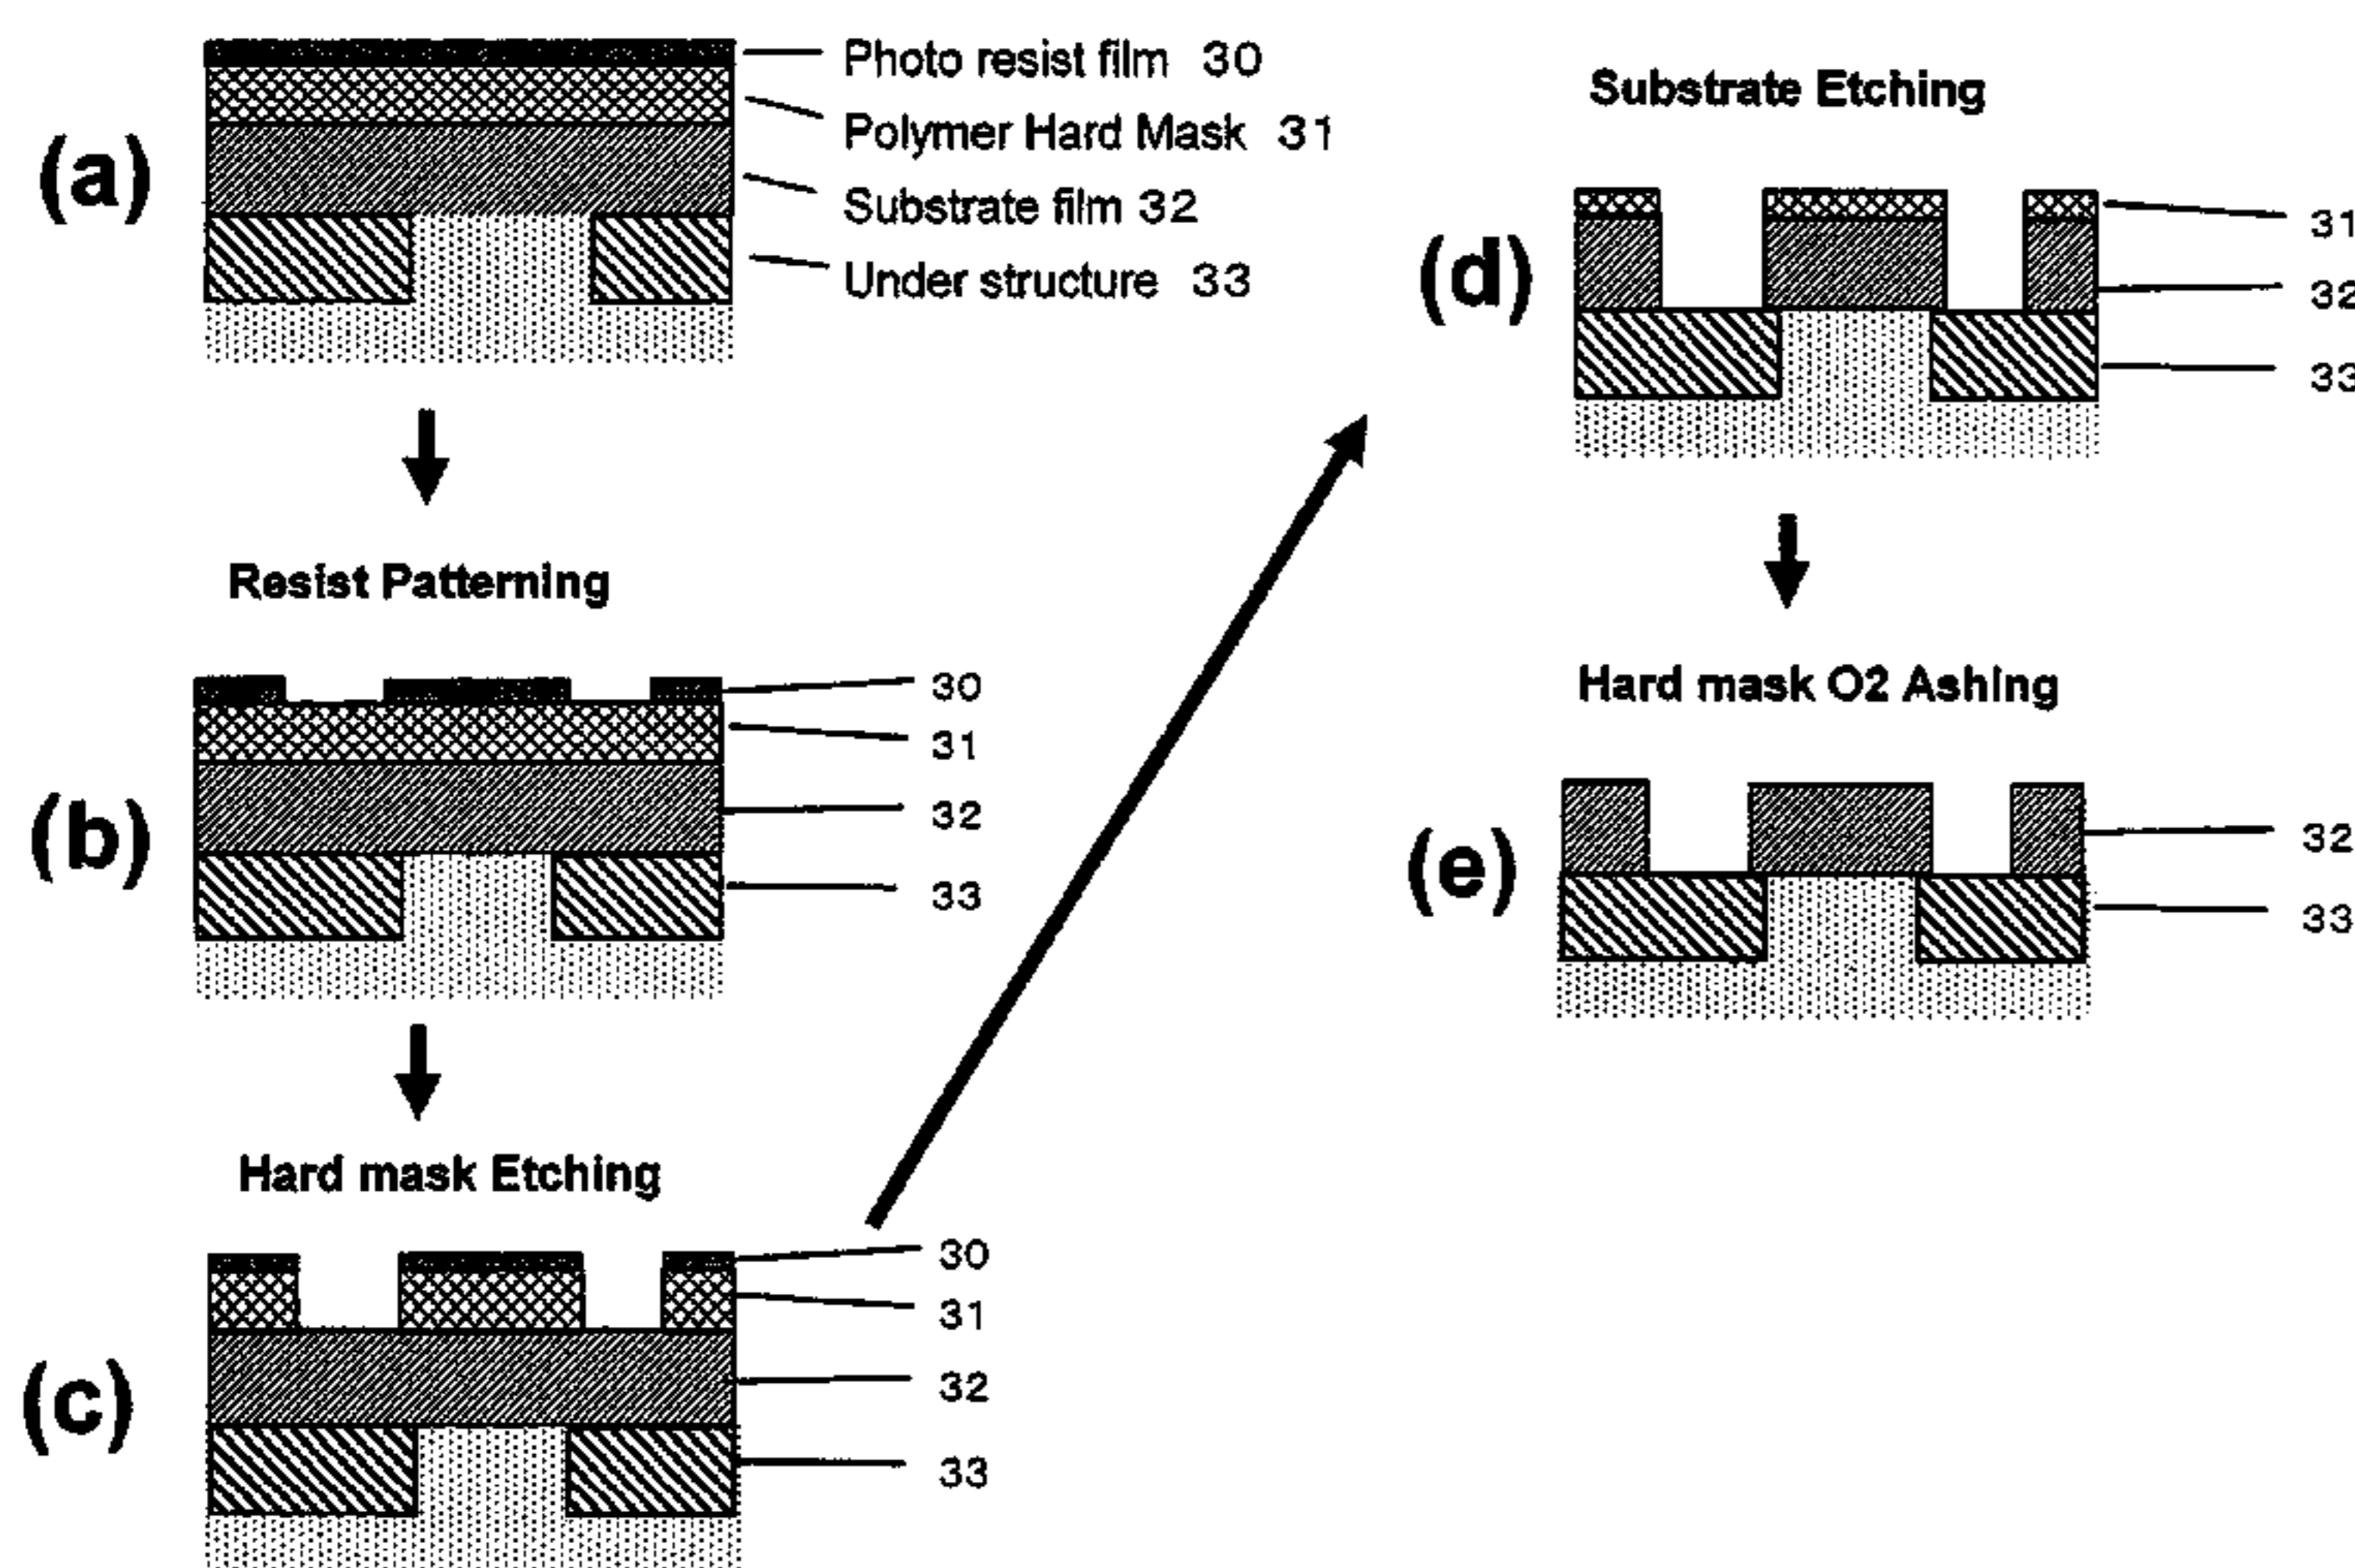 (a)
Photo resist film 30
Polymer Hard Mask 31
Substrate film 32
Under structure 33
Resist Patterning
(b)
30
31
32
33
Hard mask Etching
(c)
30
31
32
33
Substrate Etching
(d)
31
32
33
Hard mask O2 Ashing
(e)
32
33